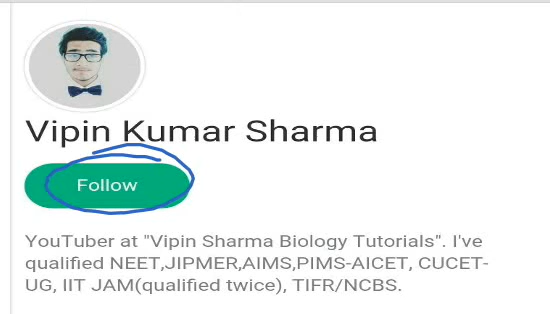 Vipin Kumar Sharma
Follow
YouTuber at "Vipin Sharma Biology Tutorials". I've
qualified NEET,JIPMER,AIMS,PIMS-AICET, CUCET-
UG, IIT JAM(qualified twice), TIFR/NCBS.